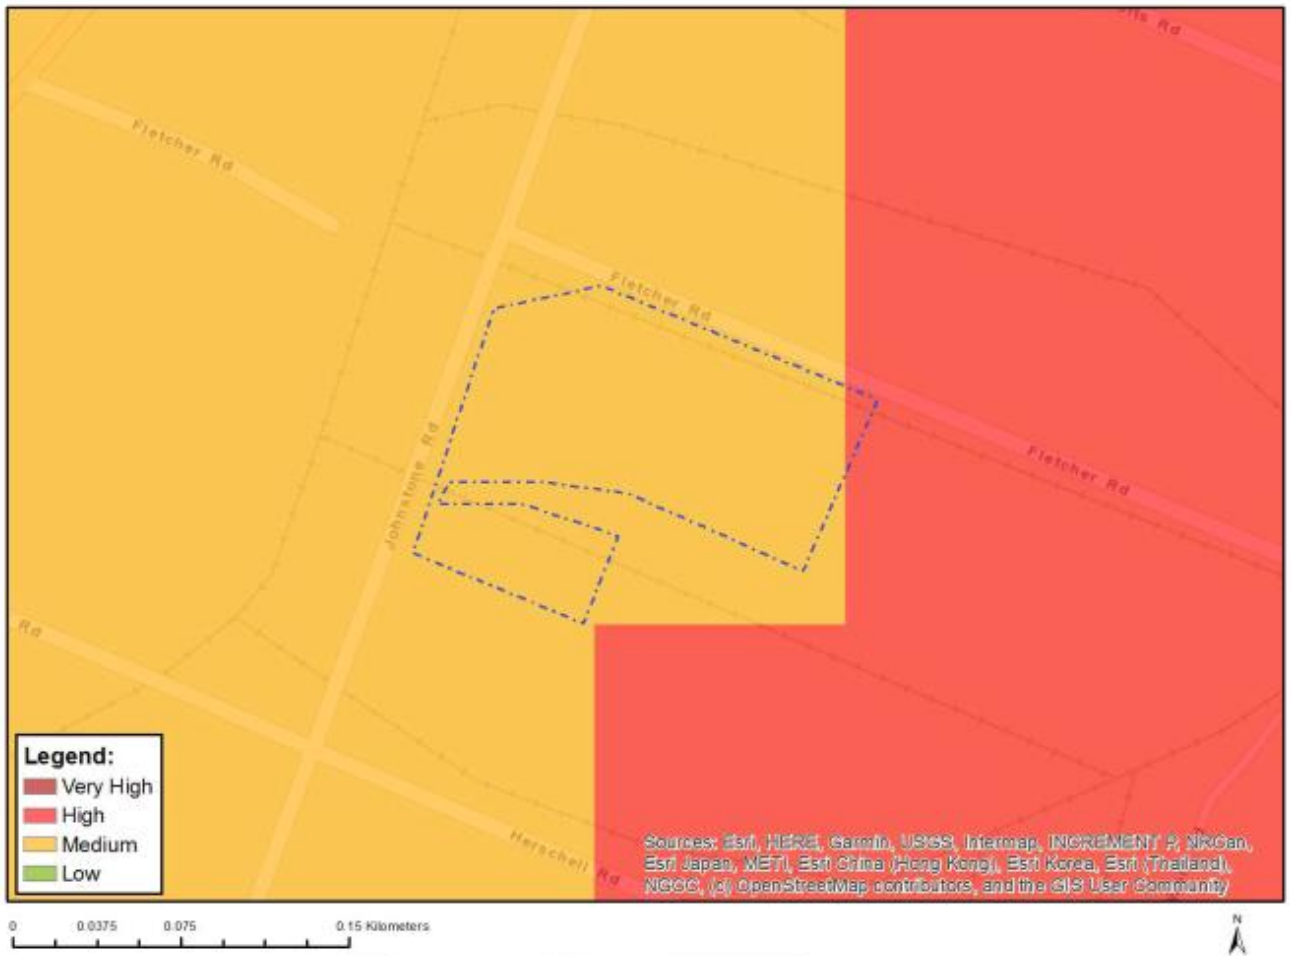 Rd
Fletcher Rd
Fletcher Rd
Johnstone Rd
Fletcher Rd
Rd
Herschell Rd
Legend:
Very High
High
Medium
Low
Sources: Esri, HERE, Garmin, USGS, Intermap, INCREMENT P, NRCan,
Esri Japan, METI, Esri China (Hong Kong), Esri Korea, Esri (Thailand),
NGCC, (c) OpenStreetMap contributors, and the GIS User Community
0 0.0375 0.075 0.15 Kilometers
N